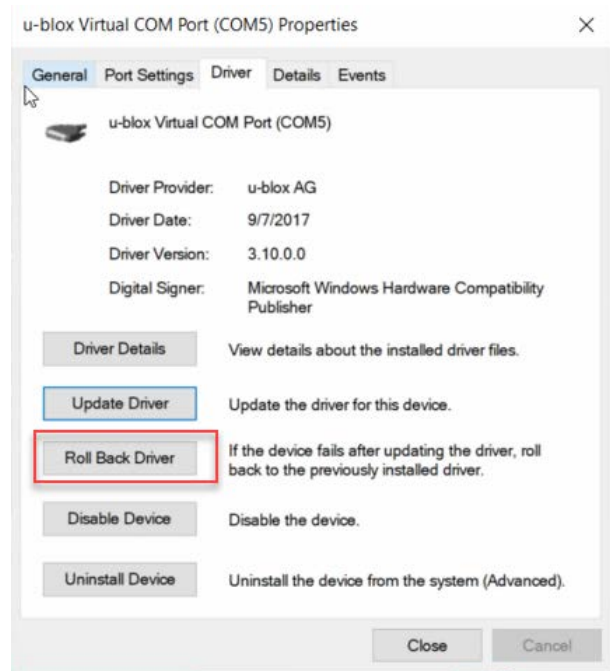 u-blox Virtual COM Port (COM5) Properties
General Port Settings Driver Details Events
u-blox Virtual COM Port (COM5)
Driver Provider: u-blox AG
Driver Date: 9/7/2017
Driver Version: 3.10.0.0
Digital Signer: Microsoft Windows Hardware Compatibility
Publisher
Driver Details View details about the installed driver files.
Update Driver Update the driver for this device.
Roll Back Driver If the device fails after updating the driver, roll
back to the previously installed driver.
Disable Device Disable the device.
Uninstall Device Uninstall the device from the system (Advanced).
Close Cancel